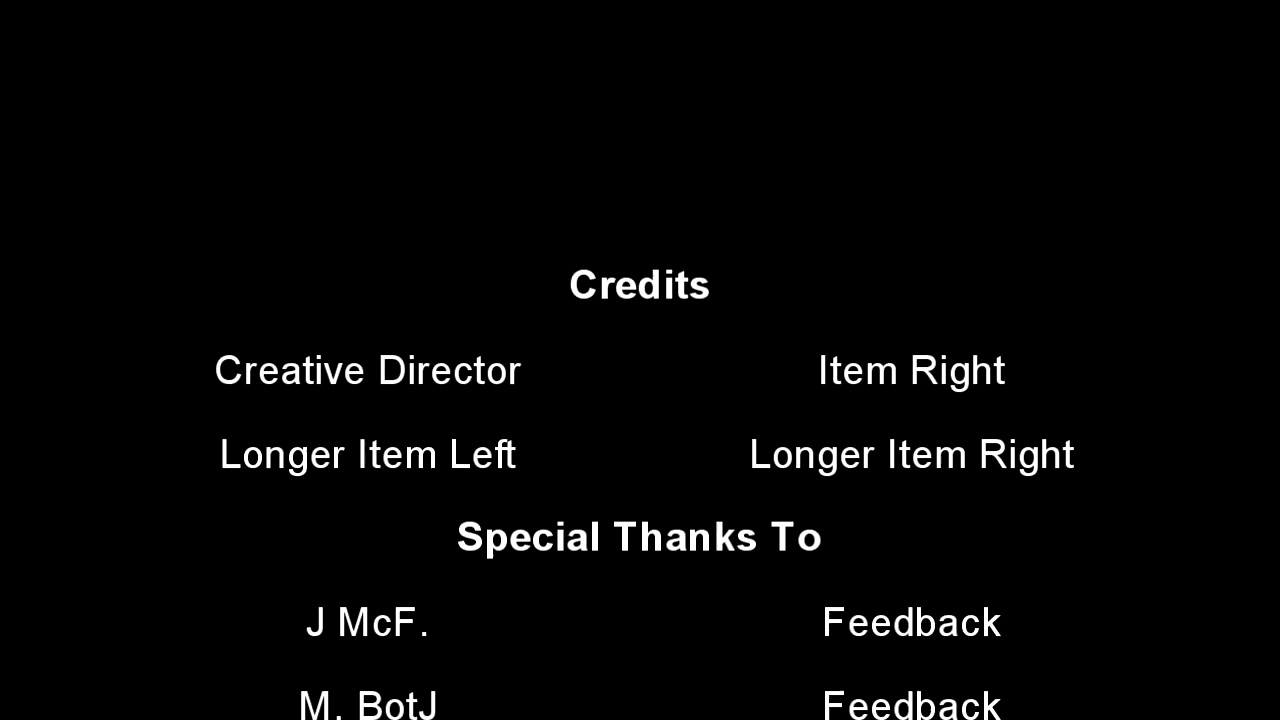 Credits
Creative Director Item Right
Longer Item Left Longer Item Right
Special Thanks To
J McF. Feedback
M. BotJ Feedback